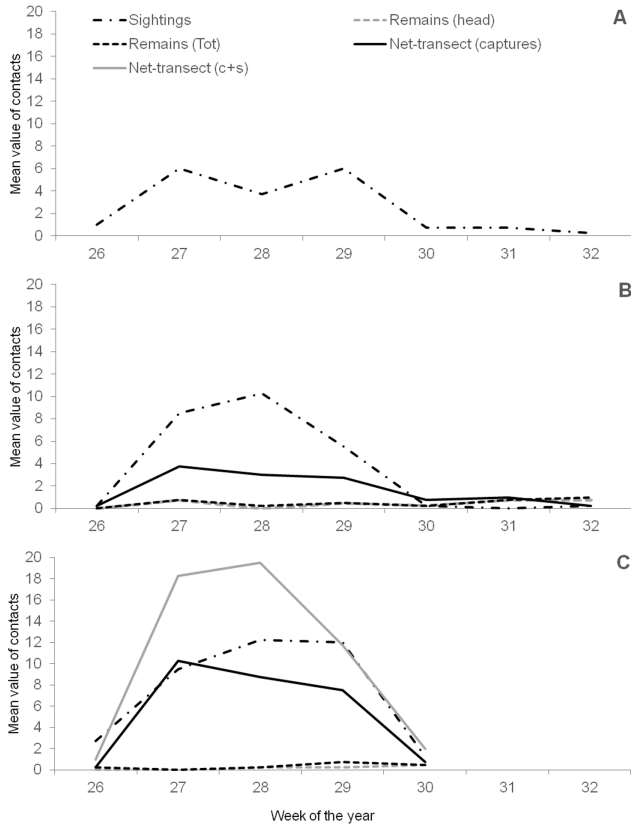 Sightings
Remains (head)
A
Remains (Tot)
Net-transect (captures)
Net-transect (c+s)
Mean value of contacts
20
18
16
14
12
10
8
6
4
2
0
26 27 28 29 30 31 32
B
Mean value of contacts
20
18
16
14
12
10
8
6
4
2
0
26 27 28 29 30 31 32
C
Mean value of contacts
20
18
16
14
12
10
8
6
4
2
0
26 27 28 29 30 31 32
Week of the year